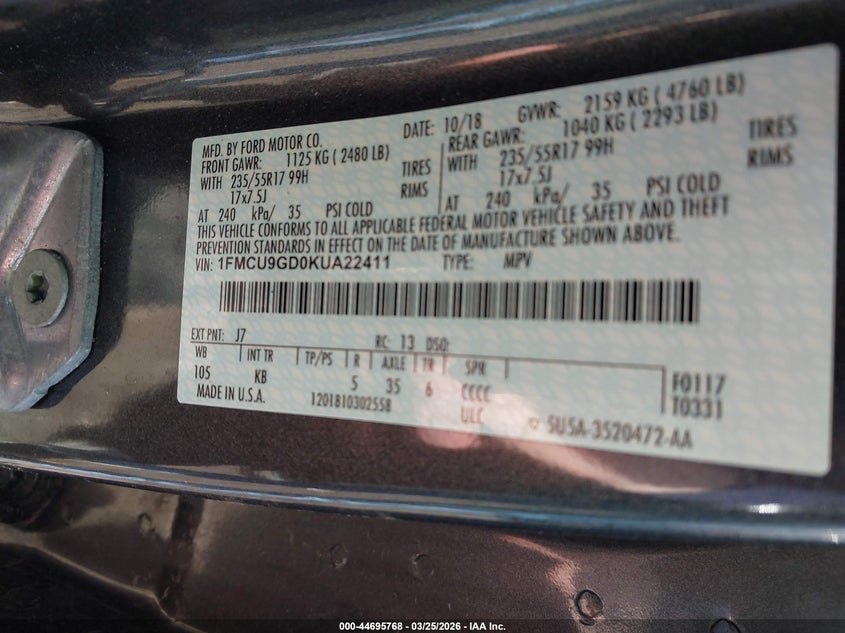 MFD. BY FORD MOTOR CO.
DATE: 10/18 GVWR: 2159 KG ( 4760 LB)
FRONT GAWR: 1125 KG ( 2480 LB)
REAR GAWR: 1040 KG ( 2293 LB)
WITH 235/55R17 99H TIRES
WITH 235/55R17 99H TIRES
17x7.5J RIMS
17x7.5J RIMS
AT 240 kPa/ 35 PSI COLD
AT 240 kPa/ 35 PSI COLD
THIS VEHICLE CONFORMS TO ALL APPLICABLE FEDERAL MOTOR VEHICLE SAFETY AND THEFT
PREVENTION STANDARDS IN EFFECT ON THE DATE OF MANUFACTURE SHOWN ABOVE.
VIN: 1FMCU9GD0KUA22411 TYPE: MPV
EXT PNT: J7 RC: 13 DSO:
WB INT TR TP/PS R AXLE TR SPR
105 KB 5 35 6 CCCC F0117
MADE IN U.S.A. 1201810302558 ULC T0331
5U5A-3520472-AA
000-44695768 | 03/25/2026 - IAA Inc.